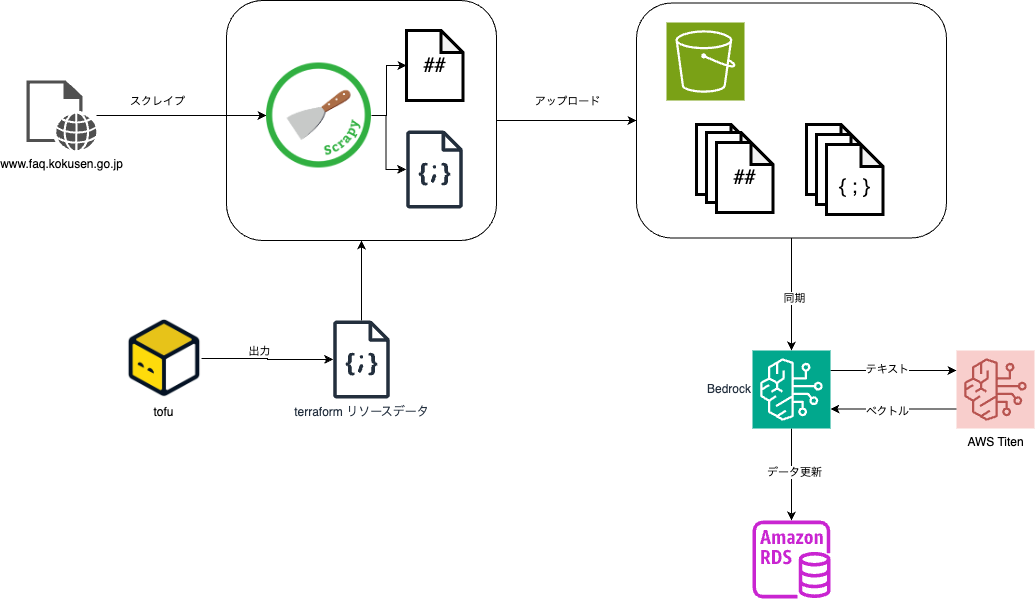 ##
スクレイプ
アップロード
Scrapy
www.faq.kokusen.go.jp
{;}
##
{;}
同期
出力
{;}
tofu
terraform リソースデータ
Bedrock
テキスト
ベクトル
AWS Titen
データ更新
Amazon
RDS